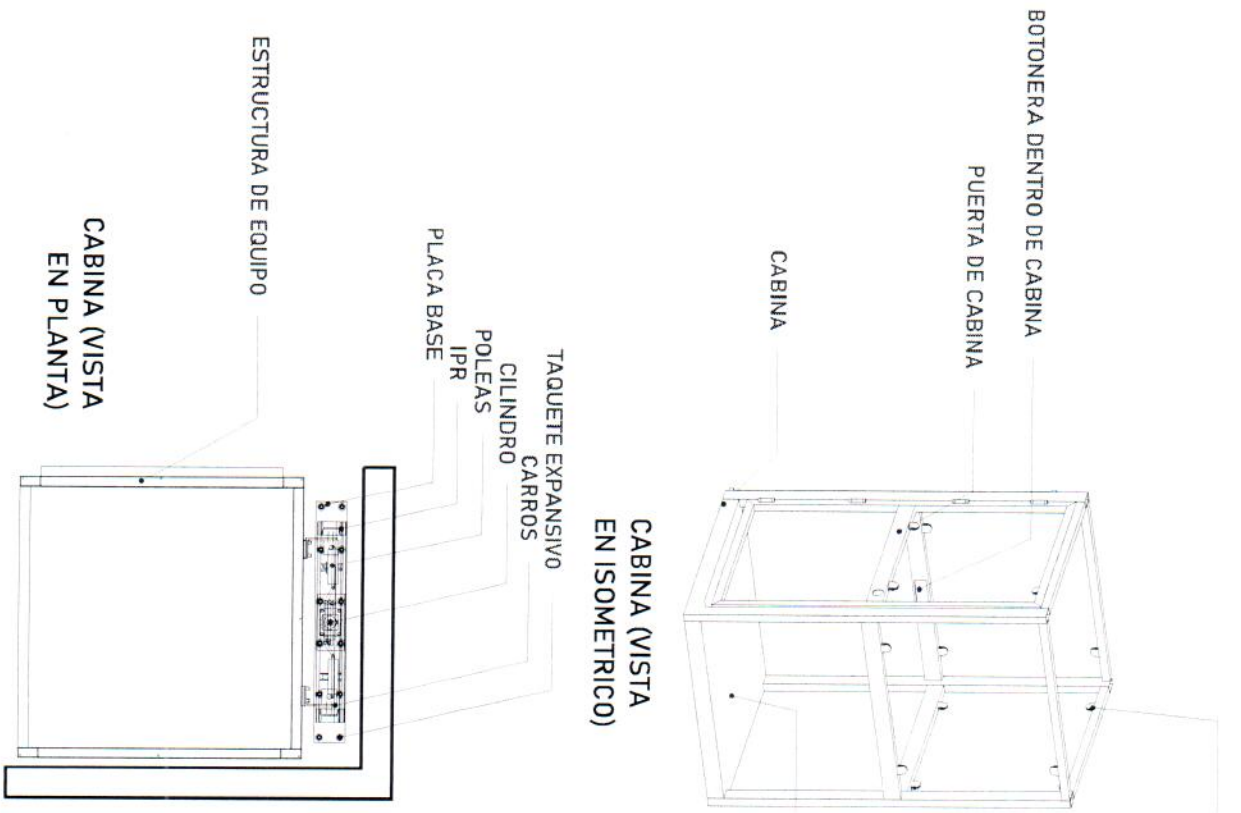 BOTONERA DENTRO DE CABINA
PUERTA DE CABINA
CABINA
CABINA (VISTA
EN ISOMETRICO)
TAQUETE EXPANSIVO
CARROS
CILINDRO
POLEAS
IPR
PLACA BASE
ESTRUCTURA DE EQUIPO
CABINA (VISTA
EN PLANTA)